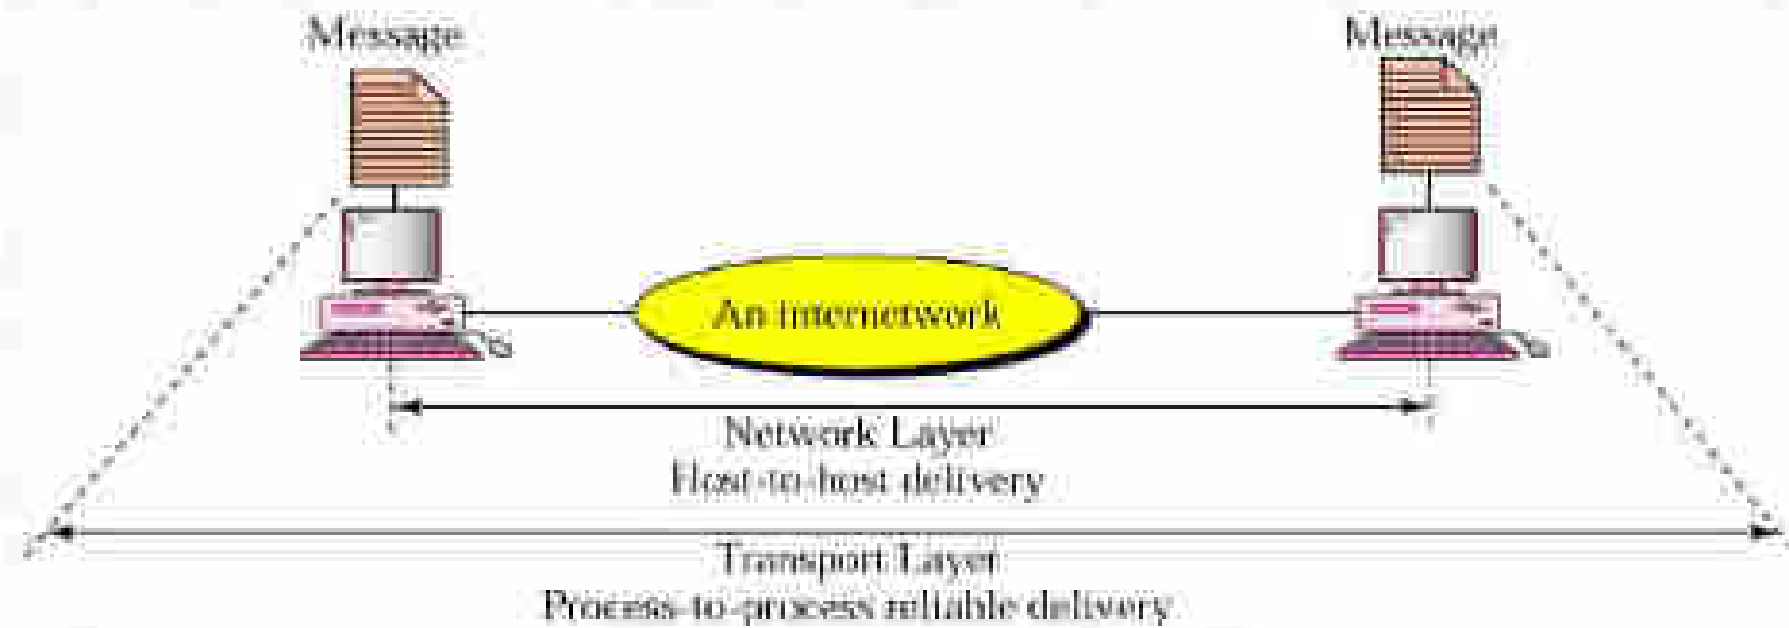 Message
Message
An internetwork
Network Layer
Host-to-host delivery
Transport Layer
Process-to-process reliable delivery